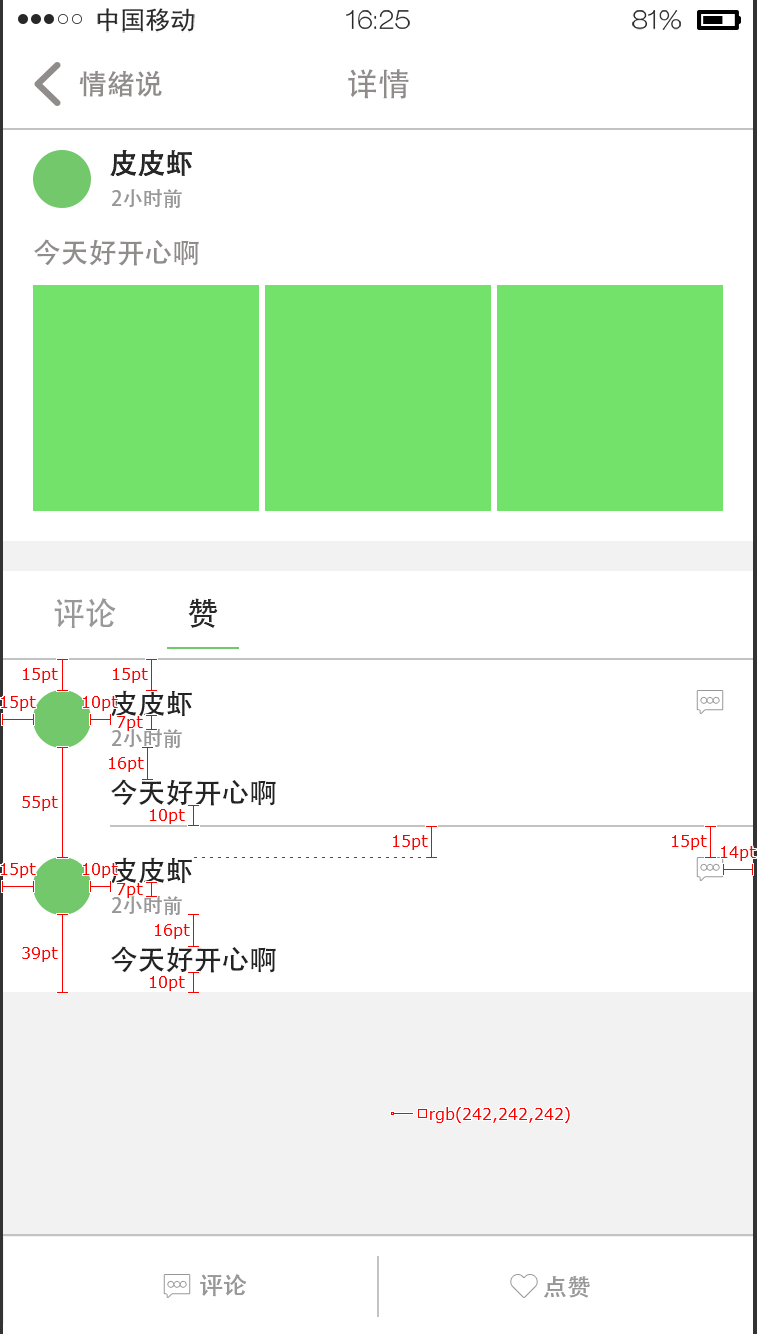 中国移动 16:25 81%
情緒说 详情
皮皮虾
2小时前
今天好开心啊
评论 赞
15pt 15pt
15pt 10pt 皮皮虾
7pt
2小时前
16pt
55pt 今天好开心啊
10pt
15pt 15pt
14pt
15pt 10pt 皮皮虾
7pt
2小时前
16pt
39pt 今天好开心啊
10pt
rgb(242,242,242)
评论 点赞